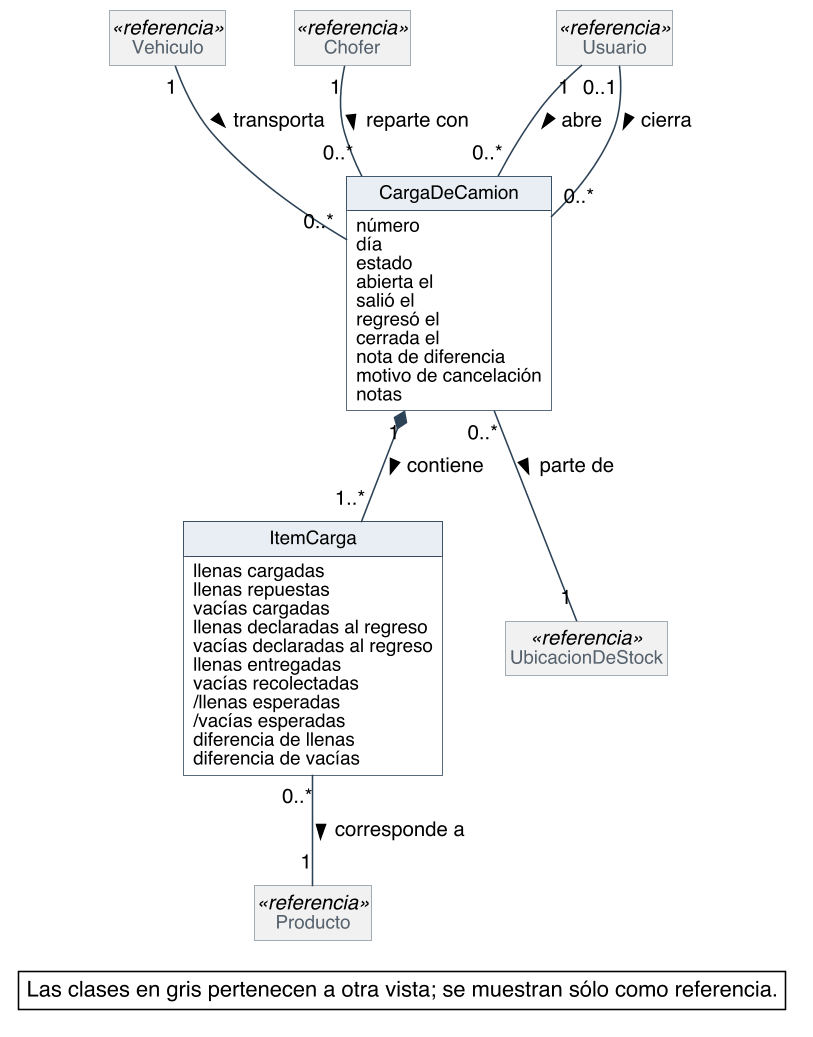 «referencia»
Vehiculo
«referencia»
Chofer
«referencia»
Usuario
1
1
1
0..1
transporta
reparte con
abre
cierra
0..*
0..*
0..*
0..*
CargaDeCamion
número
día
estado
abierta el
salió el
regresó el
cerrada el
nota de diferencia
motivo de cancelación
notas
1
0..*
contiene
parte de
1..*
1
ItemCarga
llenas cargadas
llenas repuestas
vacías cargadas
llenas declaradas al regreso
vacías declaradas al regreso
llenas entregadas
vacías recolectadas
/llenas esperadas
/vacías esperadas
diferencia de llenas
diferencia de vacías
«referencia»
UbicacionDeStock
0..*
corresponde a
1
«referencia»
Producto
Las clases en gris pertenecen a otra vista; se muestran sólo como referencia.